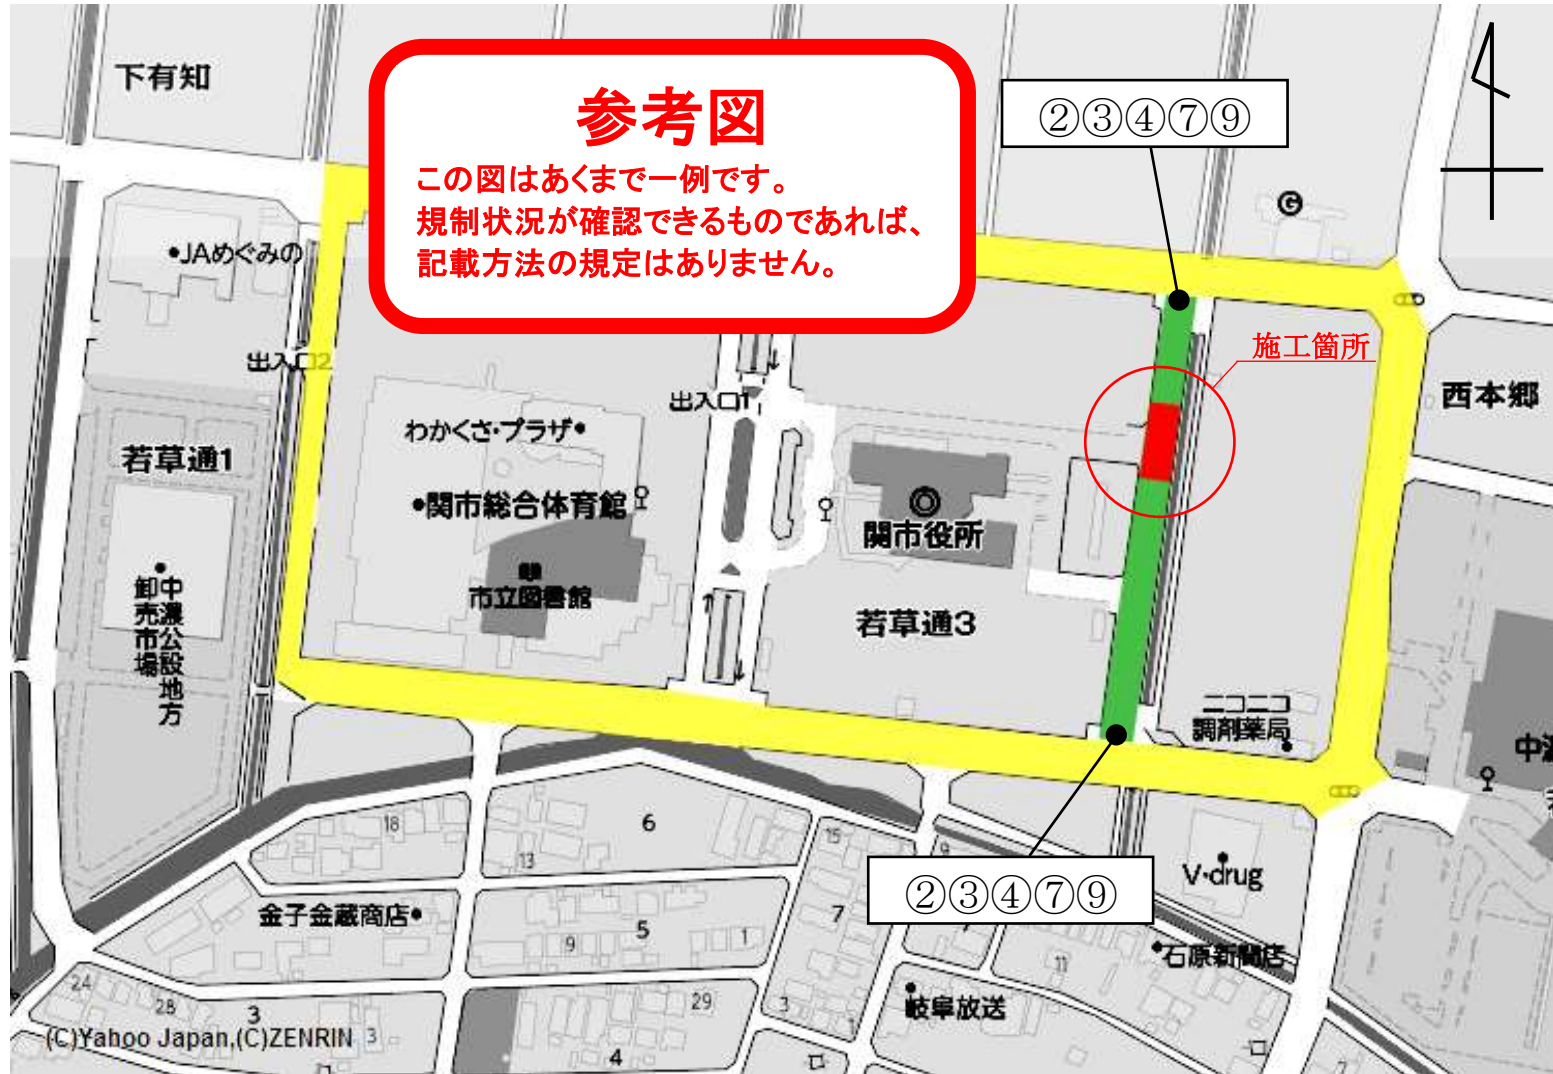 下有知
参考図
この図はあくまで一例です。
規制状況が確認できるものであれば、
記載方法の規定はありません。
②③④⑦⑨
G
JAめぐみの
施工箇所
出入口2
出入口1
西本郷
わかくさ・プラザ
若草通1
関市総合体育館
関市役所
市立図書館
中濃公設地方
卸売市場
若草通3
ニコニコ
調剤薬局
中濃
18
6
15
9
13
②③④⑦⑨
V・drug
金子金蔵商店
5
9
1
7
7
石原新聞店
11
24
28
3
29
3
1
岐阜放送
(C)Yahoo Japan,(C)ZENRIN
3
4